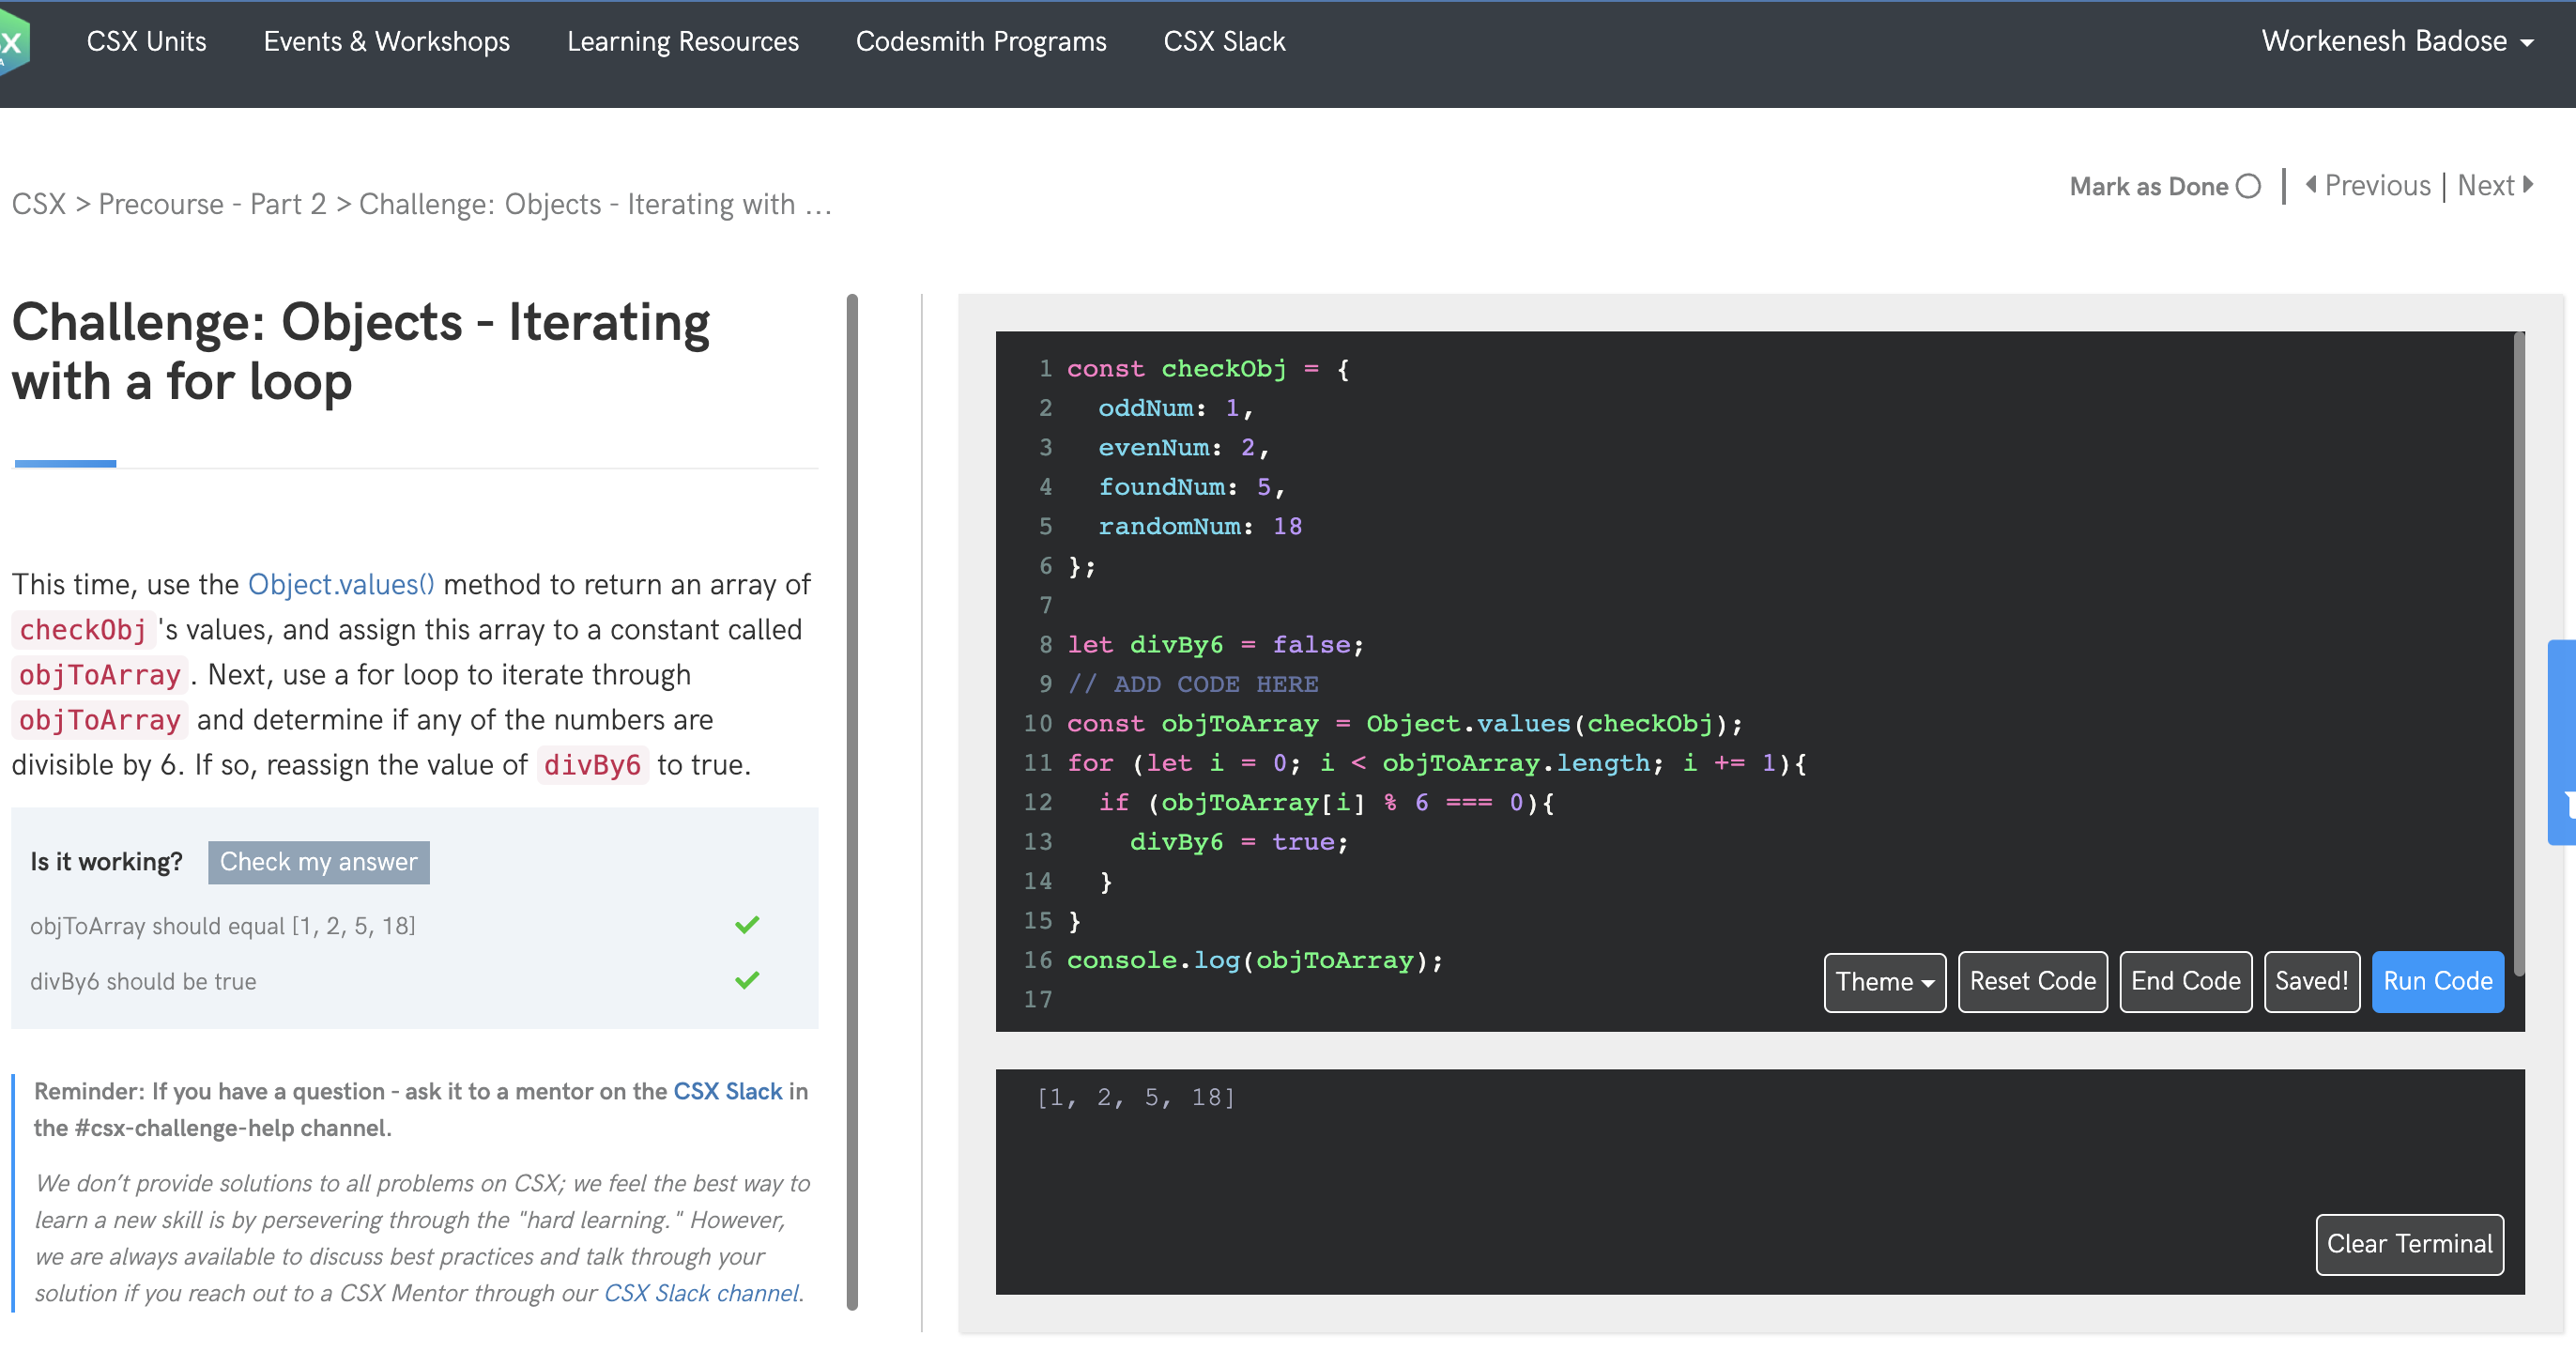 CSX Units Events & Workshops Learning Resources Codesmith Programs CSX Slack Workenesh Badose
CSX > Precourse - Part 2 > Challenge: Objects - Iterating with ...
Mark as Done | Previous | Next
Challenge: Objects - Iterating
with a for loop
This time, use the Object.values() method to return an array of
checkObj 's values, and assign this array to a constant called
objToArray . Next, use a for loop to iterate through
objToArray and determine if any of the numbers are
divisible by 6. If so, reassign the value of divBy6 to true.
Is it working? Check my answer
objToArray should equal [1, 2, 5, 18]
divBy6 should be true
Reminder: If you have a question - ask it to a mentor on the CSX Slack in
the #csx-challenge-help channel.
We don’t provide solutions to all problems on CSX; we feel the best way to
learn a new skill is by persevering through the "hard learning." However,
we are always available to discuss best practices and talk through your
solution if you reach out to a CSX Mentor through our CSX Slack channel.
1 const checkObj = {
2 oddNum: 1,
3 evenNum: 2,
4 foundNum: 5,
5 randomNum: 18
6 };
7
8 let divBy6 = false;
9 // ADD CODE HERE
10 const objToArray = Object.values(checkObj);
11 for (let i = 0; i < objToArray.length; i += 1){
12 if (objToArray[i] % 6 === 0){
13 divBy6 = true;
14 }
15 }
16 console.log(objToArray);
17
Theme Reset Code End Code Saved! Run Code
[1, 2, 5, 18]
Clear Terminal